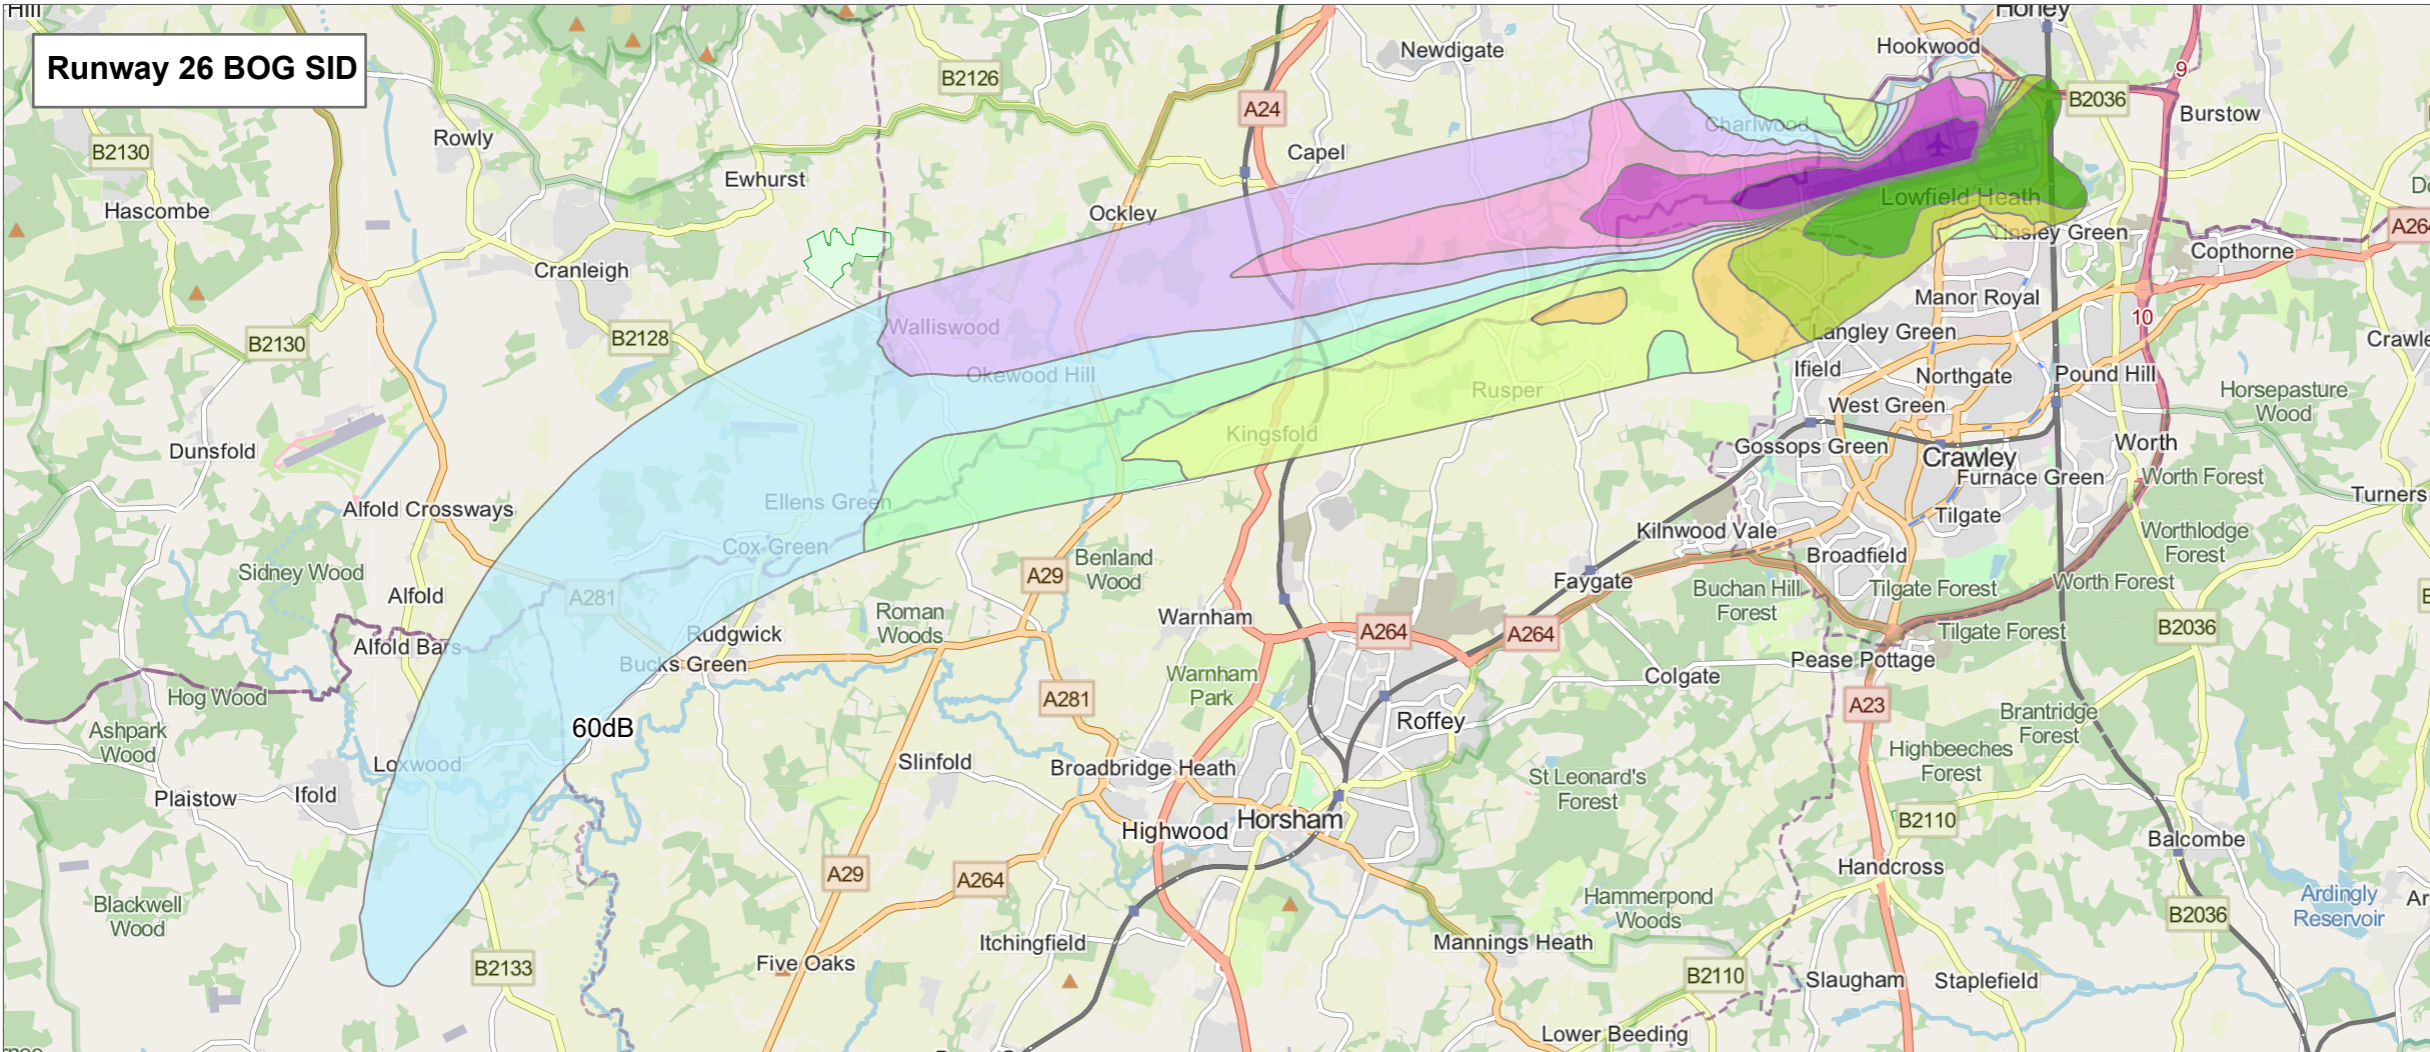 Runway 26 BOG SID
Hill
Horley
Newdigate
Hookwood
9
B2126
A24
B2036
Burstow
Rowly
B2130
Capel
Charlwood
Ewhurst
Hascombe
Ockley
Lowfield Heath
A264
Tinsley Green
Copthorne
Cranleigh
Manor Royal
10
Walliswood
B2128
B2130
Langley Green
Okewood Hill
Ifield
Northgate
Pound Hill
Rusper
Horsepasture
Wood
West Green
Kingsfold
Gossops Green
Crawley
Worth
Dunsfold
Furnace Green
Worth Forest
Ellens Green
Alfold Crossways
Tilgate
Kilnwood Vale
Worthlodge
Forest
Cox Green
Broadfield
Benland
Wood
A29
Sidney Wood
Faygate
Buchan Hill
Forest
Tilgate Forest
Worth Forest
Alfold
A281
Roman
Woods
Warnham
A264
A264
B2036
Tilgate Forest
Rudgwick
Alfold Bars
Bucks Green
Pease Pottage
Warnham
Park
Colgate
Hog Wood
A281
A23
Roffey
Brantridge
Forest
Ashpark
Wood
60dB
Highbeeches
Forest
Loxwood
Slinfold
Broadbridge Heath
St Leonard's
Forest
Plaistow
Ifold
Horsham
Highwood
B2110
Balcombe
A29
A264
Handcross
Blackwell
Wood
Hammerpond
Woods
Ardingly
Reservoir
B2036
Itchingfield
Mannings Heath
Five Oaks
B2133
B2110
Slaugham
Staplefield
Lower Beeding